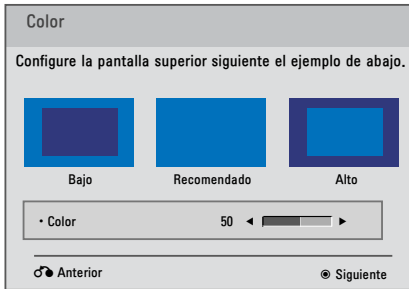 Color
Configure la pantalla superior siguiente el ejemplo de abajo.
Bajo Recomendado Alto
• Color 50
Anterior Siguiente